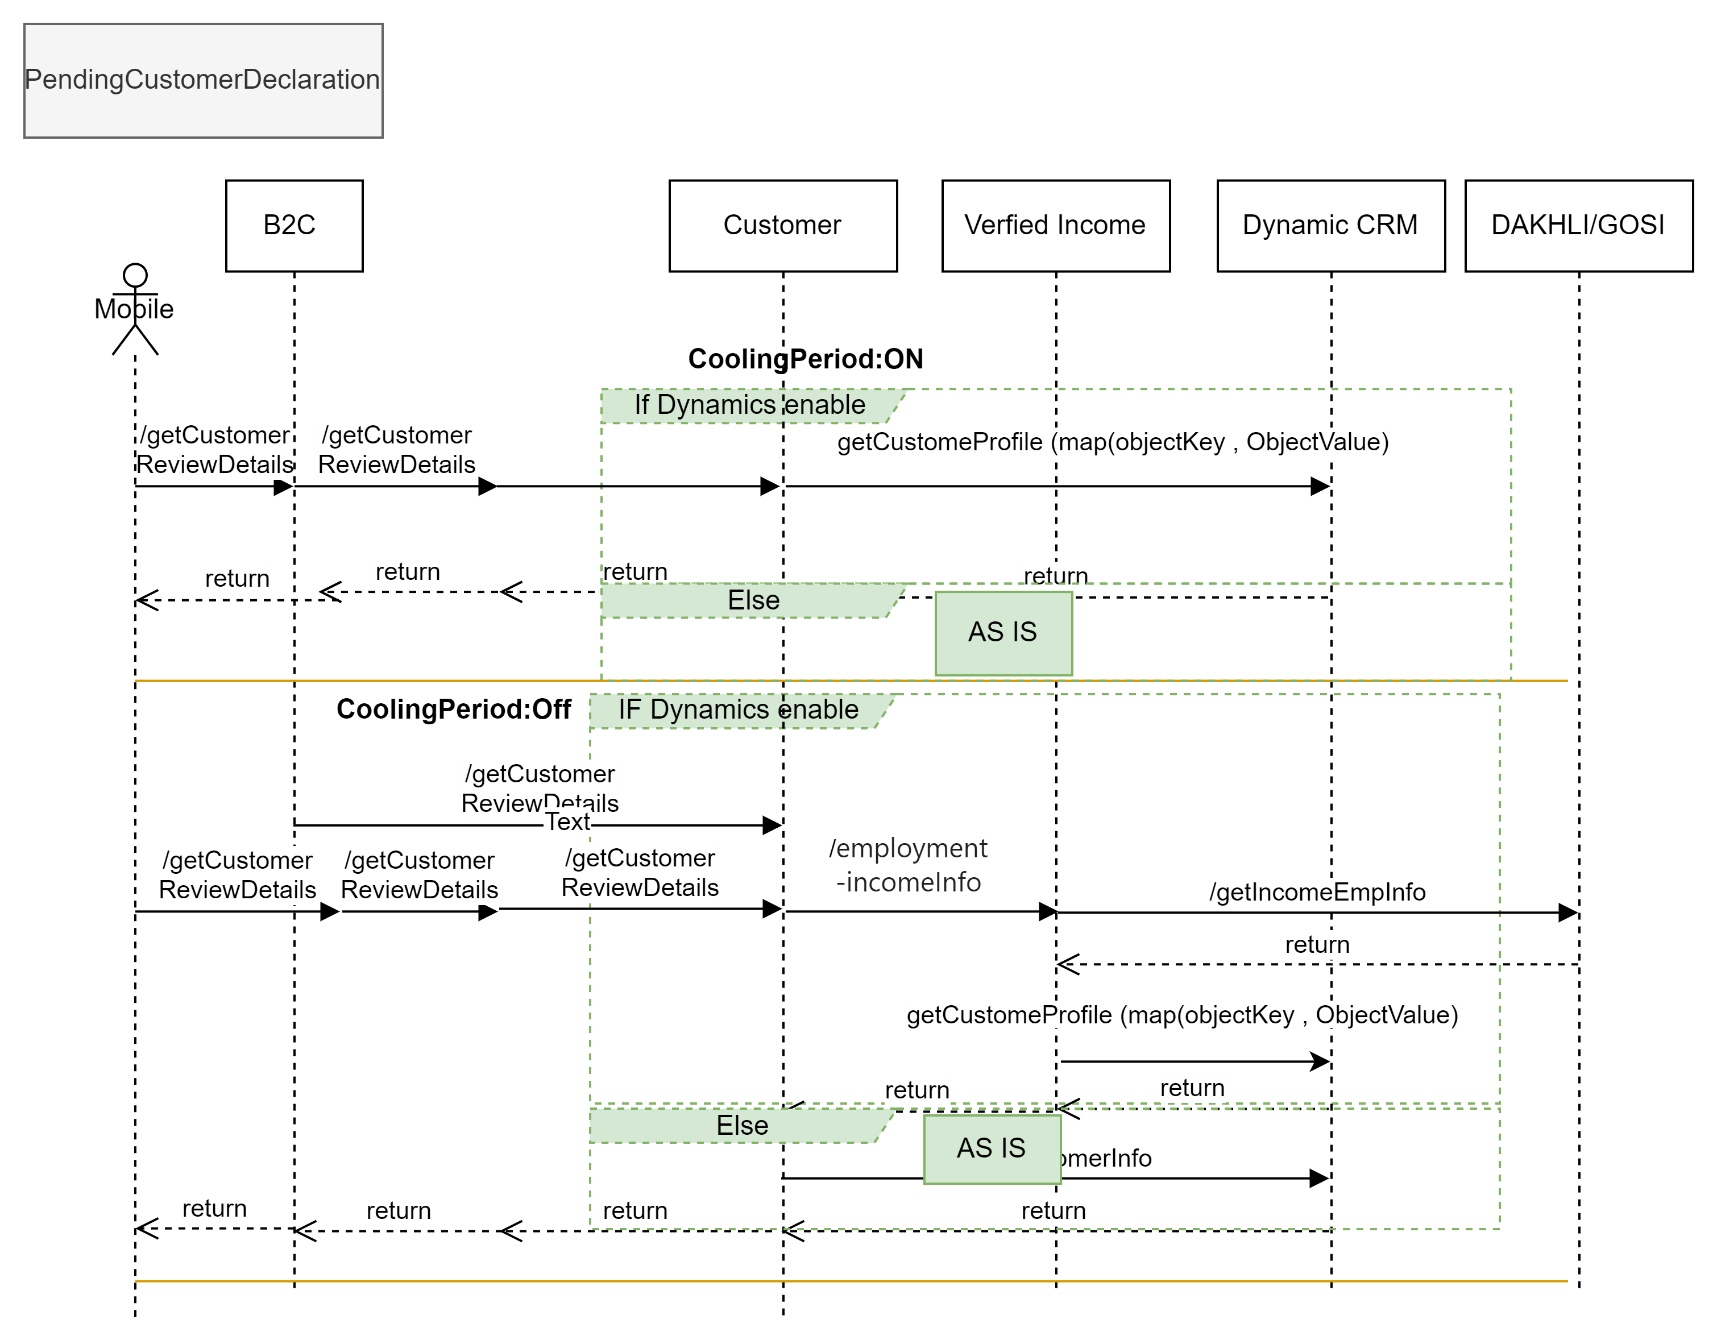 PendingCustomerDeclaration
B2C
Customer
Verfied Income
Dynamic CRM
DAKHLI/GOSI
Mobile
CoolingPeriod:ON
If Dynamics enable
/getCustomer
ReviewDetails
/getCustomer
ReviewDetails
getCustomeProfile (map(objectKey , ObjectValue)
return
return
return
return
Else
AS IS
CoolingPeriod:Off
IF Dynamics enable
/getCustomer
ReviewDetails
Text
/getCustomer
ReviewDetails
/getCustomer
ReviewDetails
/getCustomer
ReviewDetails
/employment
-incomeInfo
/getIncomeEmpInfo
return
getCustomeProfile (map(objectKey , ObjectValue)
return
return
Else
AS IS
return
return
return
return